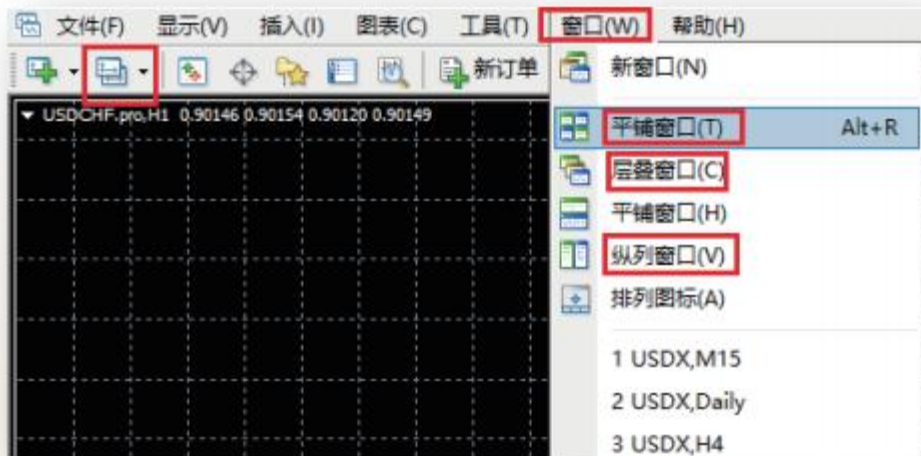 文件(F) 显示(V) 插入(I) 图表(C) 工具(T) 窗口(W) 帮助(H)
新订单
USDCHF.pro,H1 0.90146 0.90154 0.90120 0.90149
新窗口(N)
平铺窗口(T) Alt+R
层叠窗口(C)
平铺窗口(H)
纵列窗口(V)
排列图标(A)
1 USDX,M15
2 USDX,Daily
3 USDX,H4